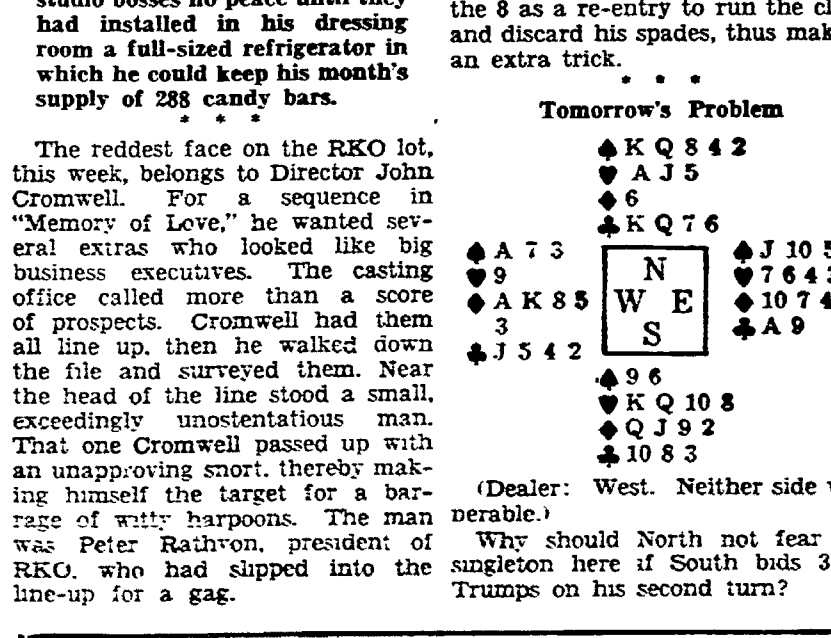 studio bosses no peace until they
had installed in his dressing
room a full-sized refrigerator in
which he could keep his month's
supply of 288 candy bars.
* * *
The reddest face on the RKO lot,
this week, belongs to Director John
Cromwell. For a sequence in
"Memory of Love," he wanted sev-
eral extras who looked like big
business executives. The casting
office called more than a score
of prospects. Cromwell had them
all line up, then he walked down
the file and surveyed them. Near
the head of the line stood a small,
exceedingly unostentatious man.
That one Cromwell passed up with
an unapproving snort, thereby mak-
ing himself the target for a bar-
rage of witty harpoons. The man
was Peter Rathvon, president of
RKO, who had slipped into the
line-up for a gag.
the 8 as a re-entry to run the cl
and discard his spades, thus mak
an extra trick.
* * *
Tomorrow's Problem
♠ K Q 8 4 2
♥ A J 5
♦ 6
♣ K Q 7 6
♠ A 7 3
♥ 9
♦ A K 8 5
3
♣ J 5 4 2
N
W E
S
♠ J 10 5
♥ 7 6 4 3
♦ 10 7 4
♣ A 9
♠ 9 6
♥ K Q 10 8
♦ Q J 9 2
♣ 10 8 3
(Dealer: West. Neither side v
nerable.)
Why should North not fear
singleton here if South bids 3
Trumps on his second turn?